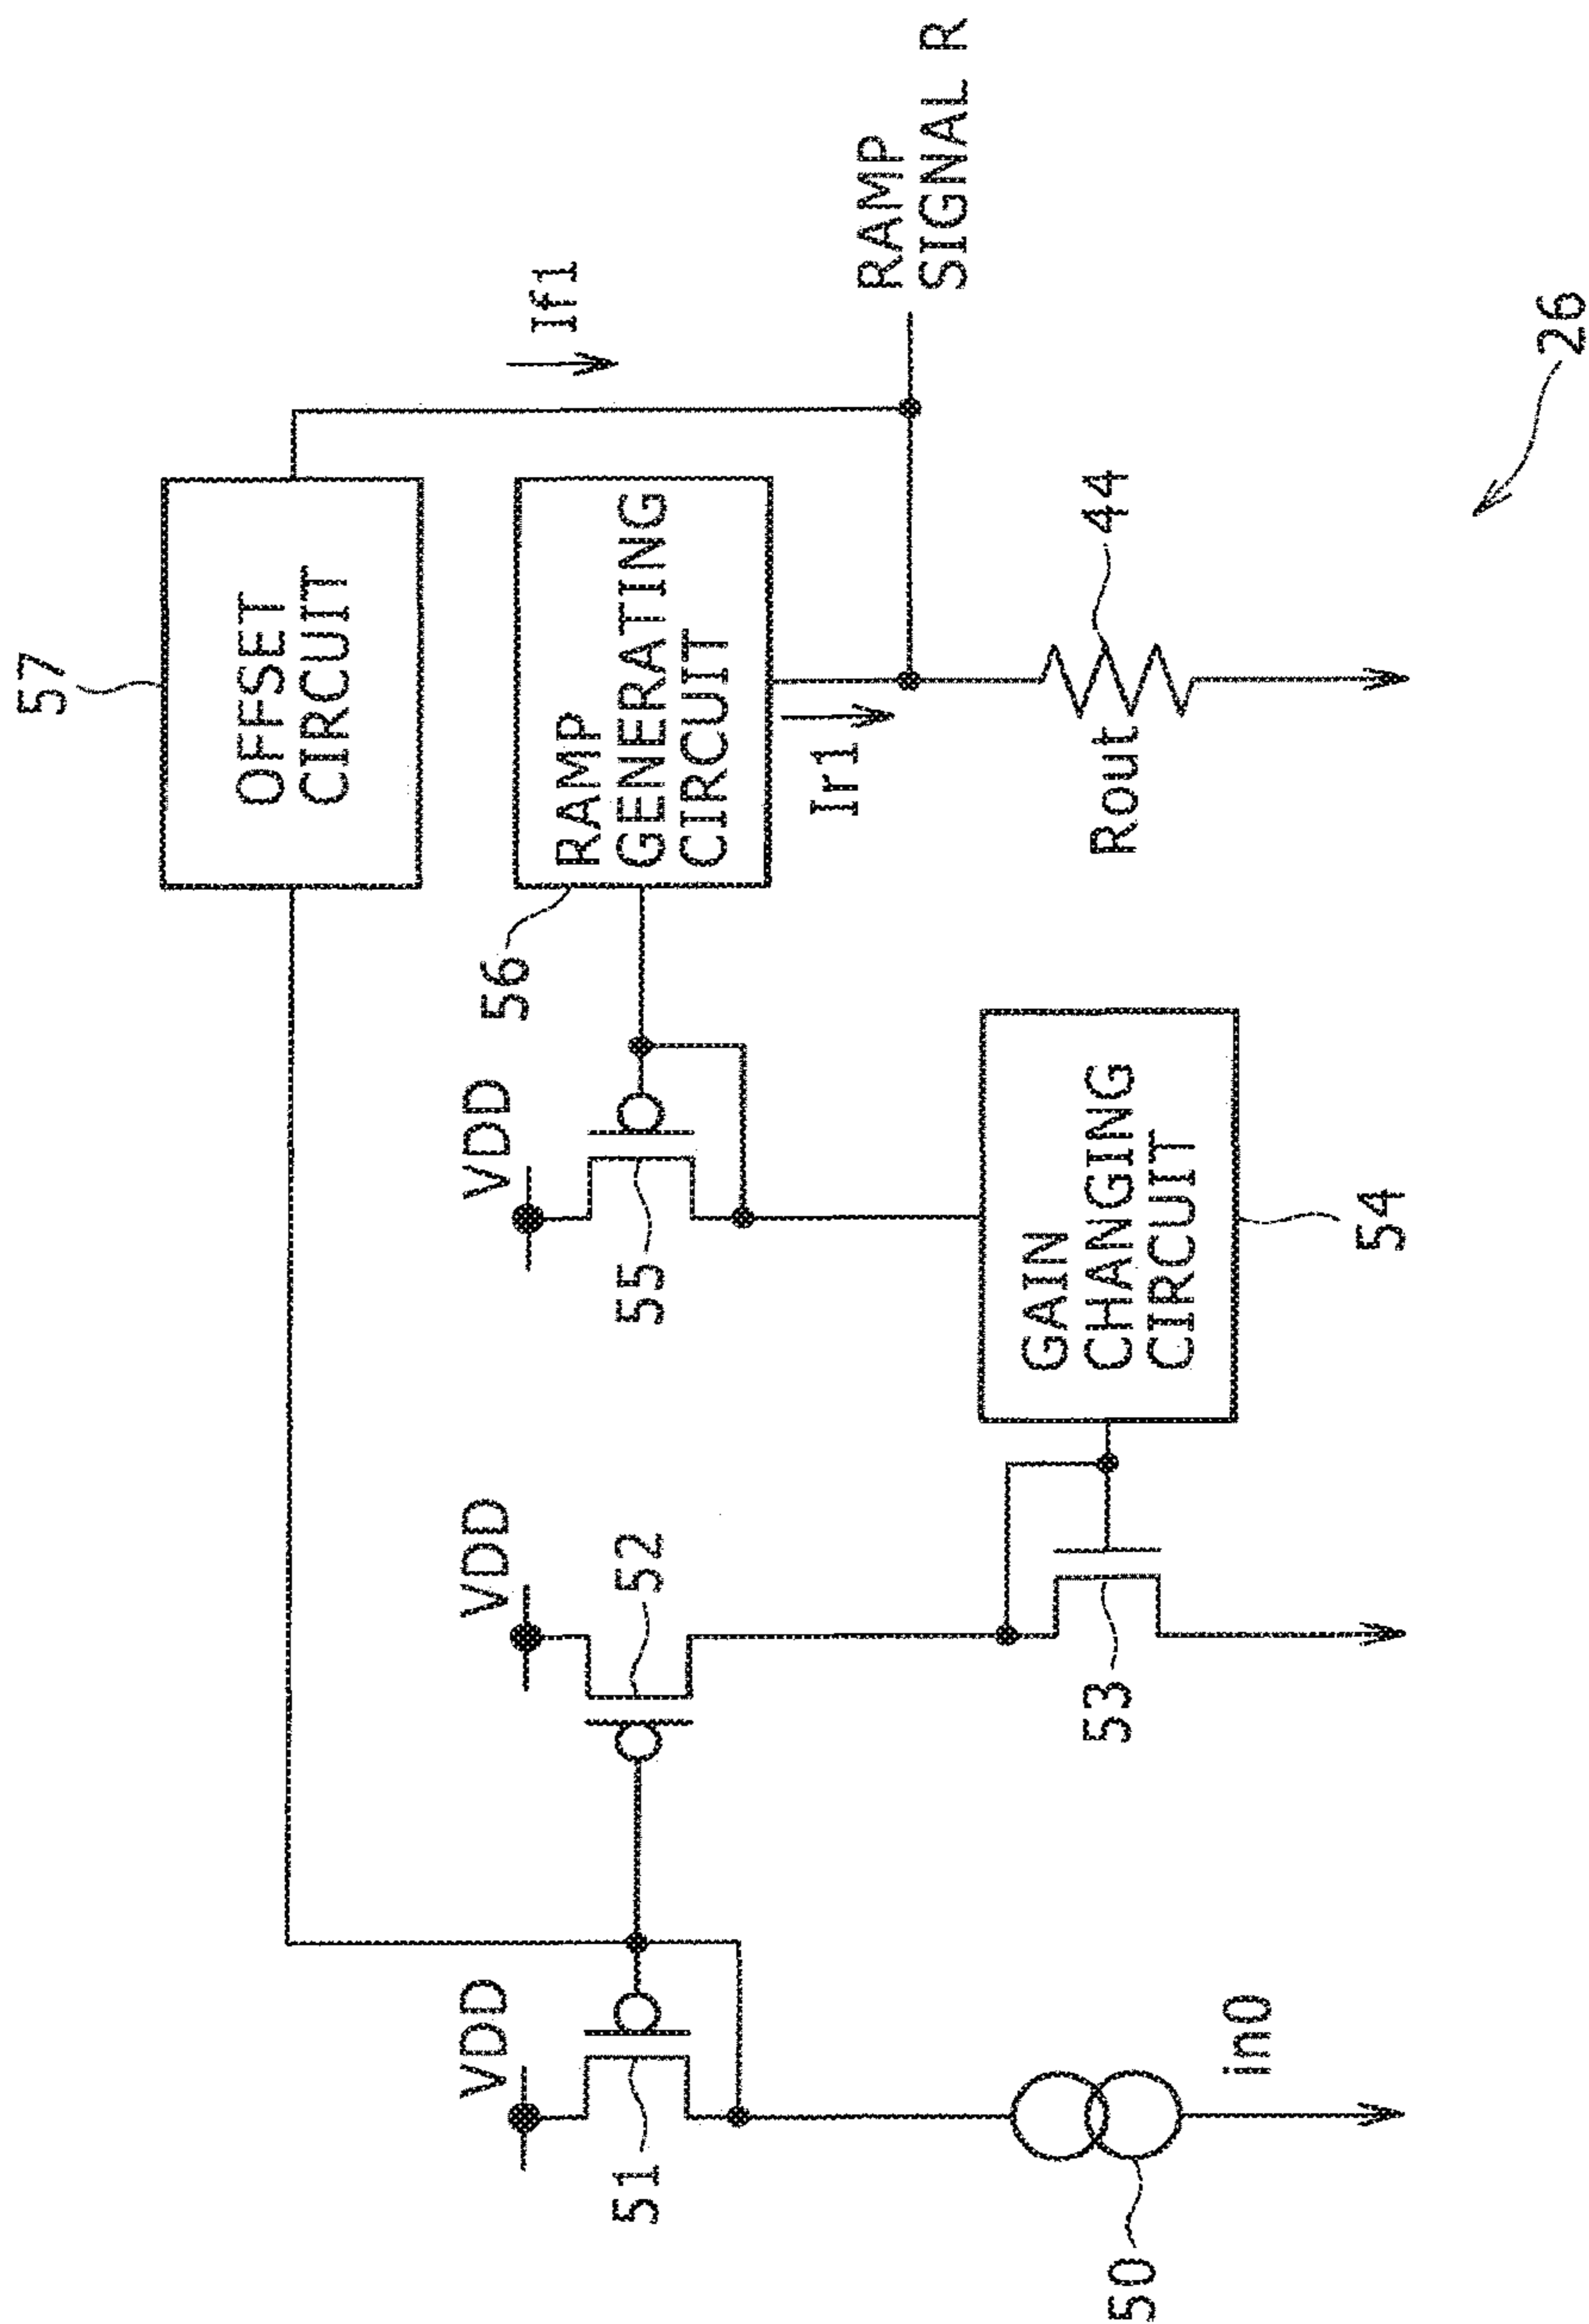 57
OFFSET
CIRCUIT
If1
VDD
VDD
VDD
56
RAMP
GENERATING
CIRCUIT
51
52
55
Ir1
RAMP
SIGNAL R
GAIN
CHANGING
CIRCUIT
53
Rout
44
50
in0
54
26